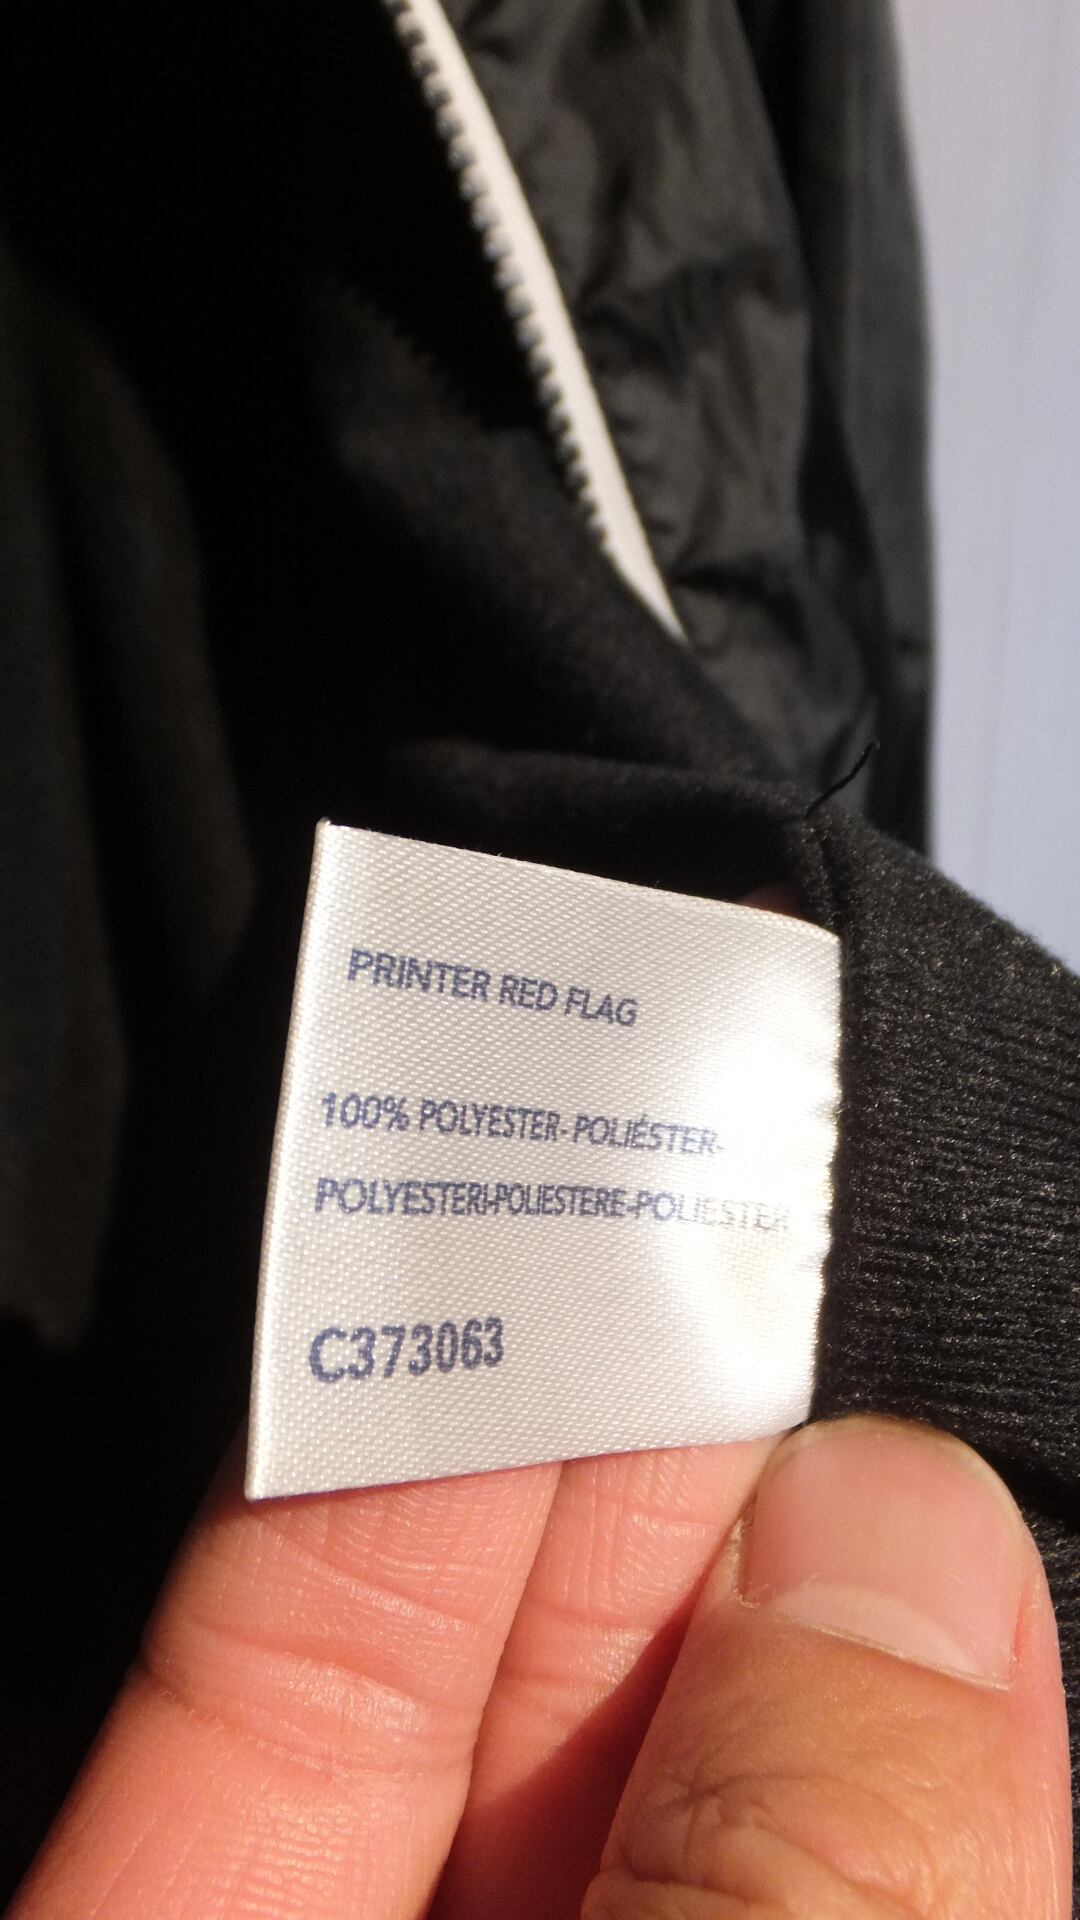 PRINTER RED FLAG
100% POLYESTER- POLIÉSTER-
POLYESTERI-POLIESTERE-POLIESTER
C373063